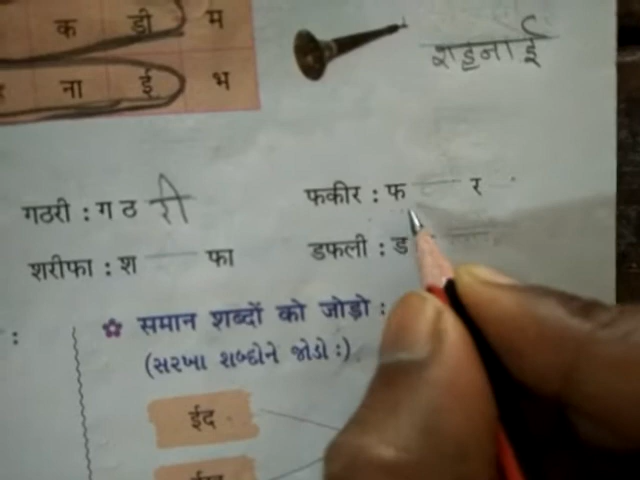 क डी म
ना ई भ
शहनाई
गठरी : ग ठ री
फकीर : फ र
शरीफा : श फा
डफली : ड
समान शब्दों को जोड़ो :
(સરખા શબ્દોને જોડો :)
ईद